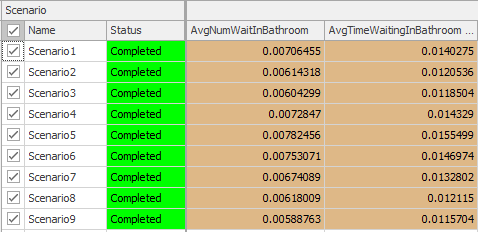 Scenario
Name Status AvgNumWaitInBathroom AvgTimeWaitingInBathroom ...
Scenario1 Completed 0.00706455 0.0140275
Scenario2 Completed 0.00614318 0.0120536
Scenario3 Completed 0.00604299 0.0118504
Scenario4 Completed 0.0072847 0.014329
Scenario5 Completed 0.00782456 0.0155499
Scenario6 Completed 0.00753071 0.0146974
Scenario7 Completed 0.00674089 0.0132802
Scenario8 Completed 0.00618009 0.012115
Scenario9 Completed 0.00588763 0.0115704